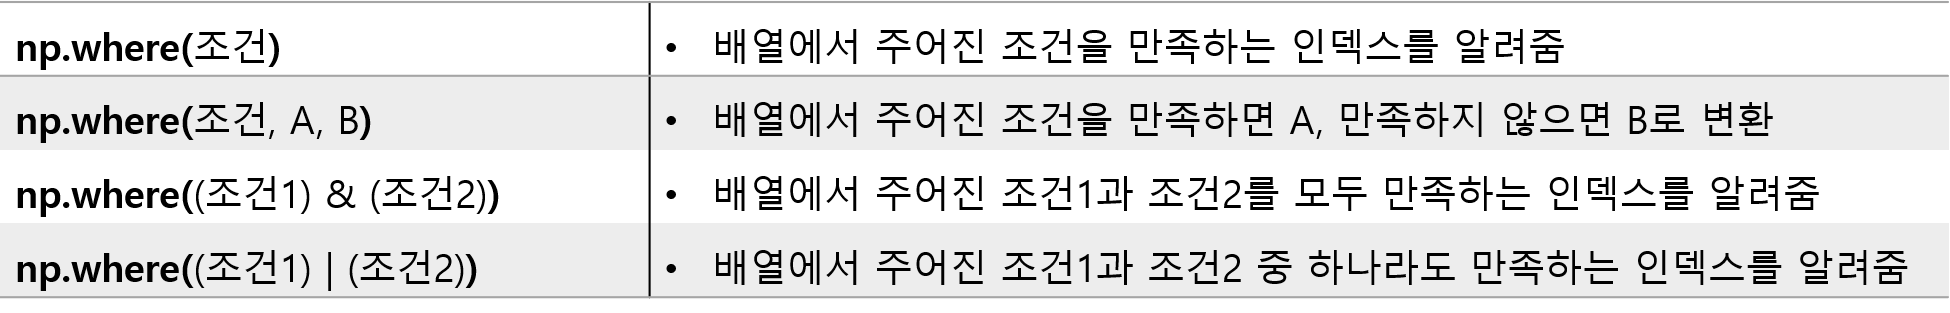 np.where(조건) • 배열에서 주어진 조건을 만족하는 인덱스를 알려줌
np.where(조건, A, B) • 배열에서 주어진 조건을 만족하면 A, 만족하지 않으면 B로 변환
np.where((조건1) & (조건2)) • 배열에서 주어진 조건1과 조건2를 모두 만족하는 인덱스를 알려줌
np.where((조건1) | (조건2)) • 배열에서 주어진 조건1과 조건2 중 하나라도 만족하는 인덱스를 알려줌